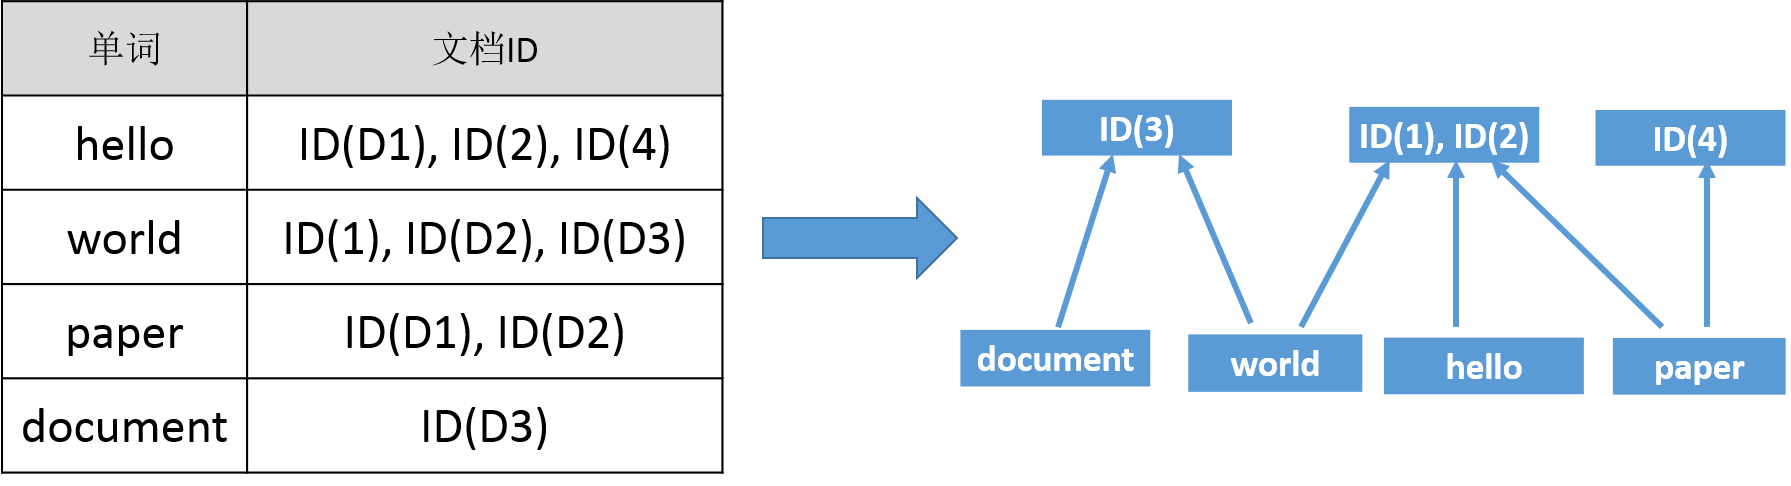 单词 文档ID
hello ID(D1), ID(2), ID(4)
world ID(1), ID(D2), ID(D3)
paper ID(D1), ID(D2)
document ID(D3)
ID(3) ID(1), ID(2) ID(4)
document world hello paper